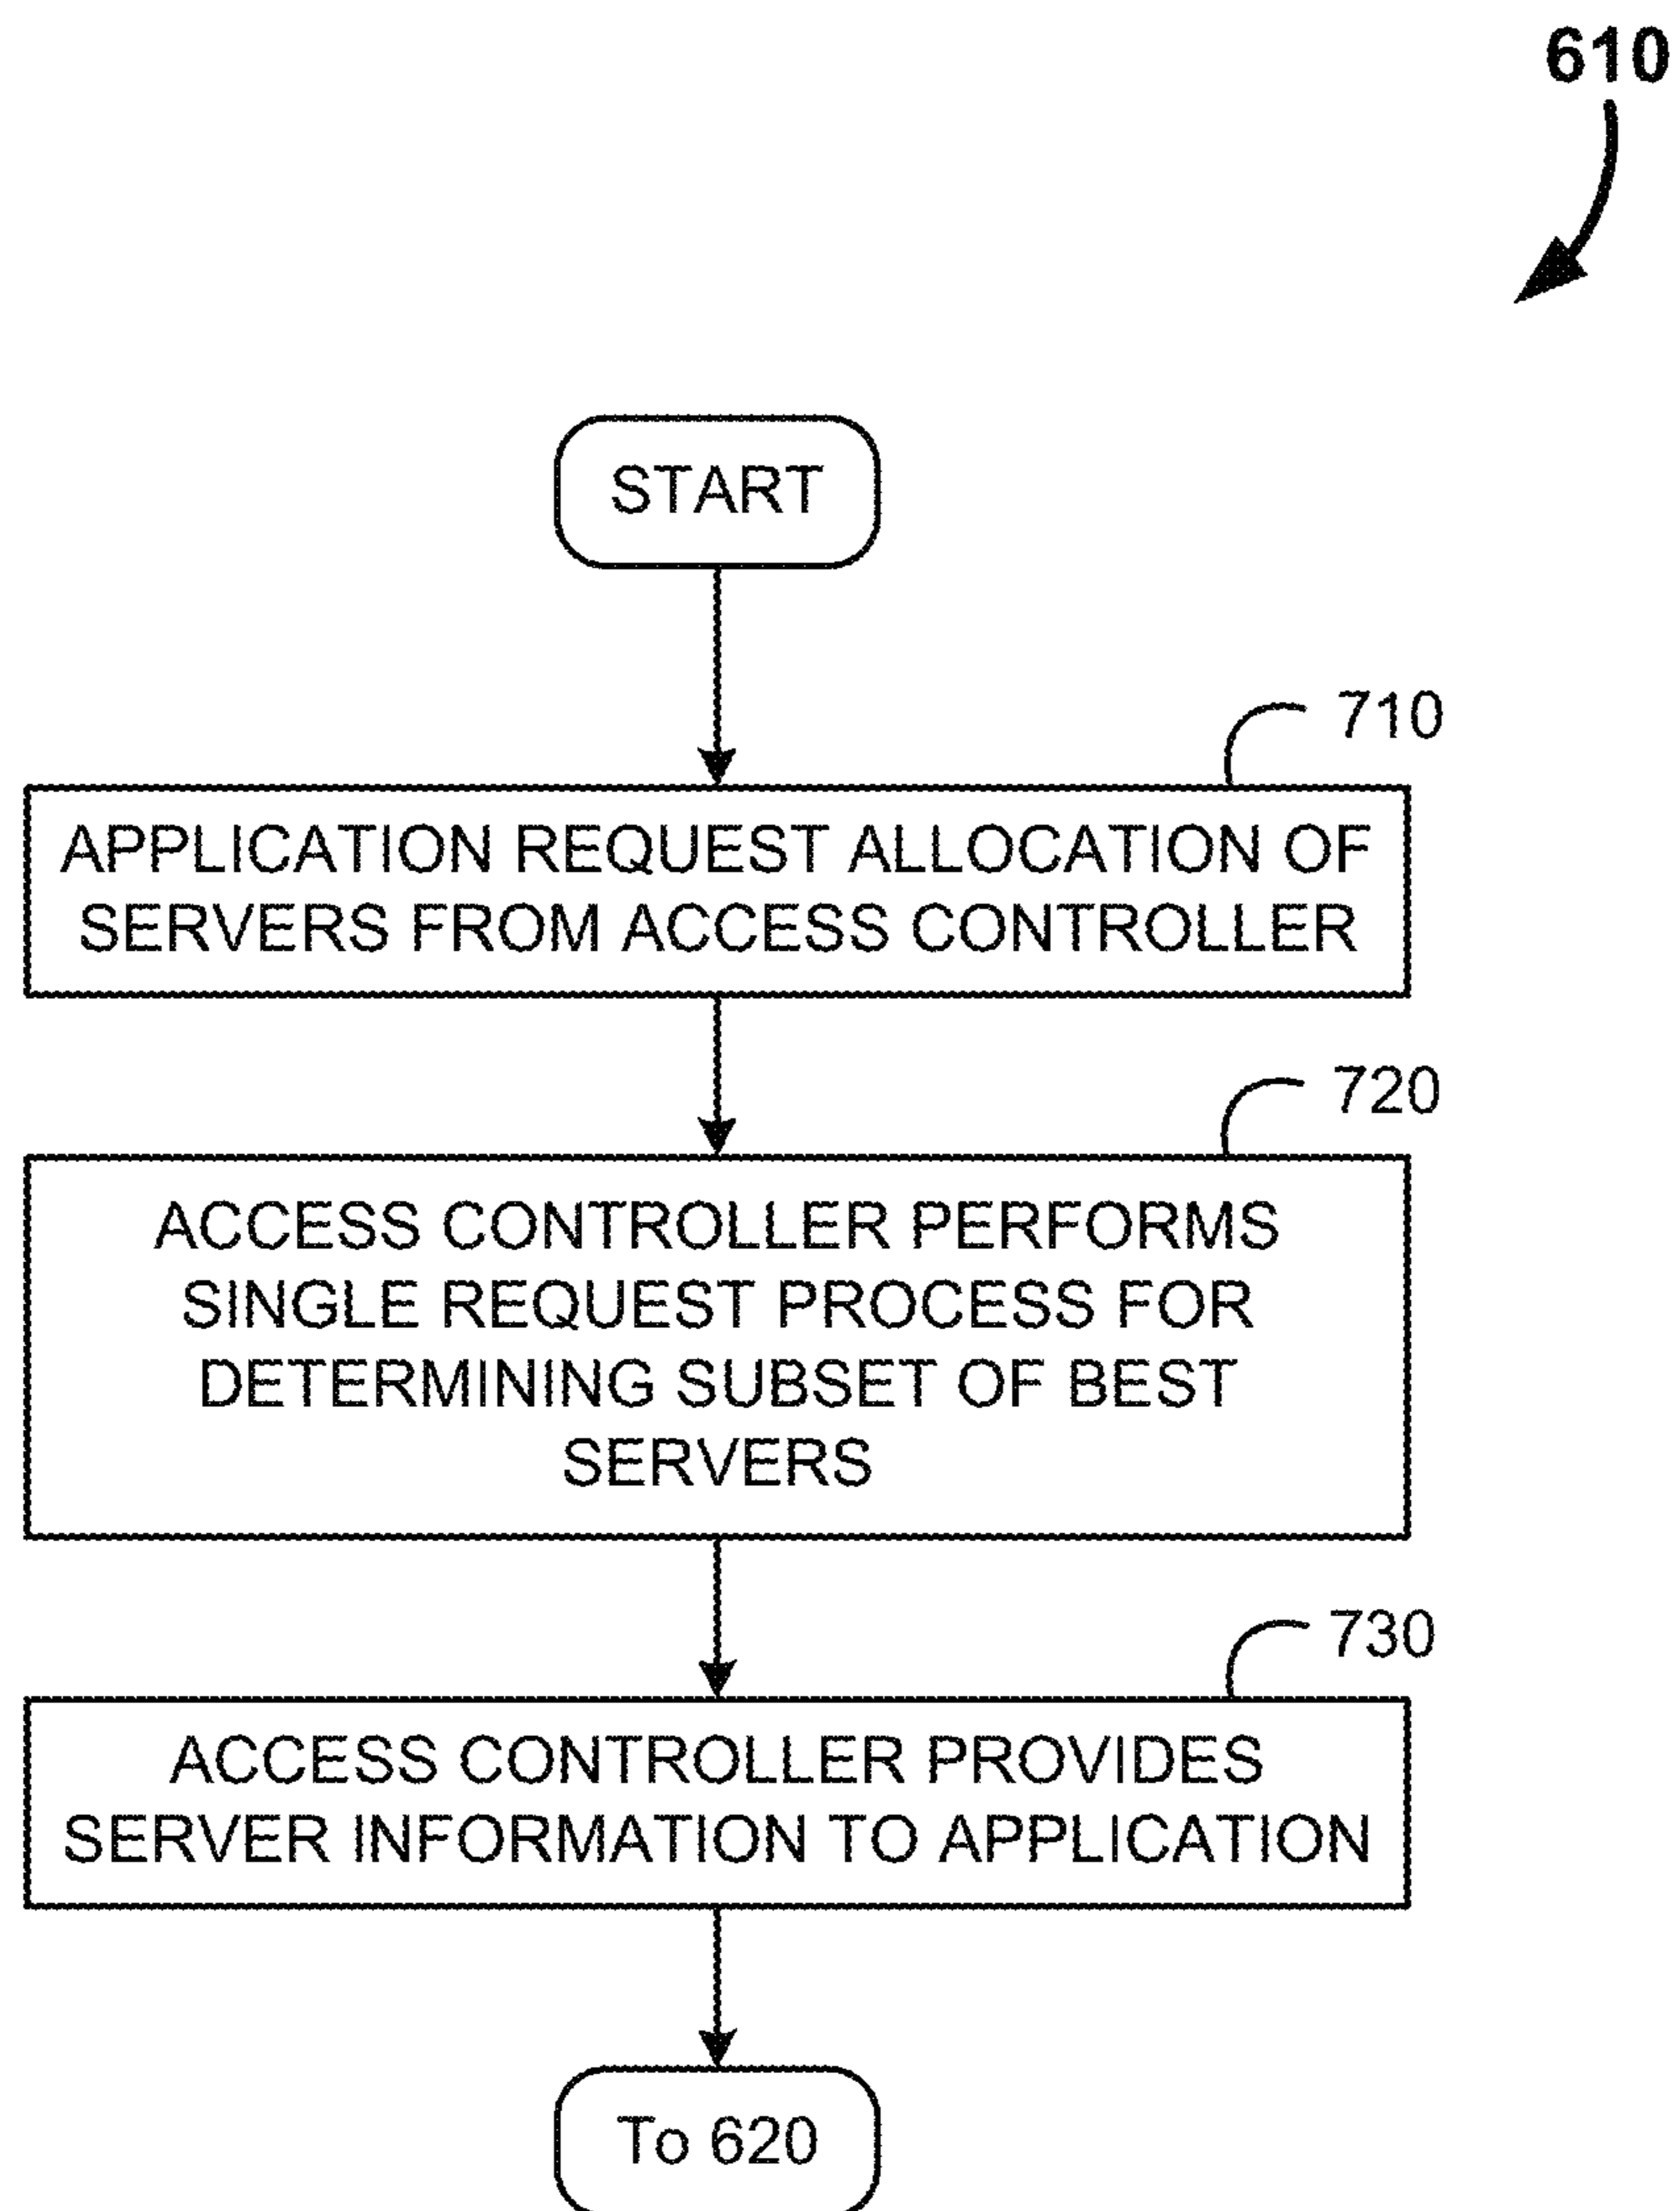 610
START
710
APPLICATION REQUEST ALLOCATION OF
SERVERS FROM ACCESS CONTROLLER
720
ACCESS CONTROLLER PERFORMS
SINGLE REQUEST PROCESS FOR
DETERMINING SUBSET OF BEST
SERVERS
730
ACCESS CONTROLLER PROVIDES
SERVER INFORMATION TO APPLICATION
To 620